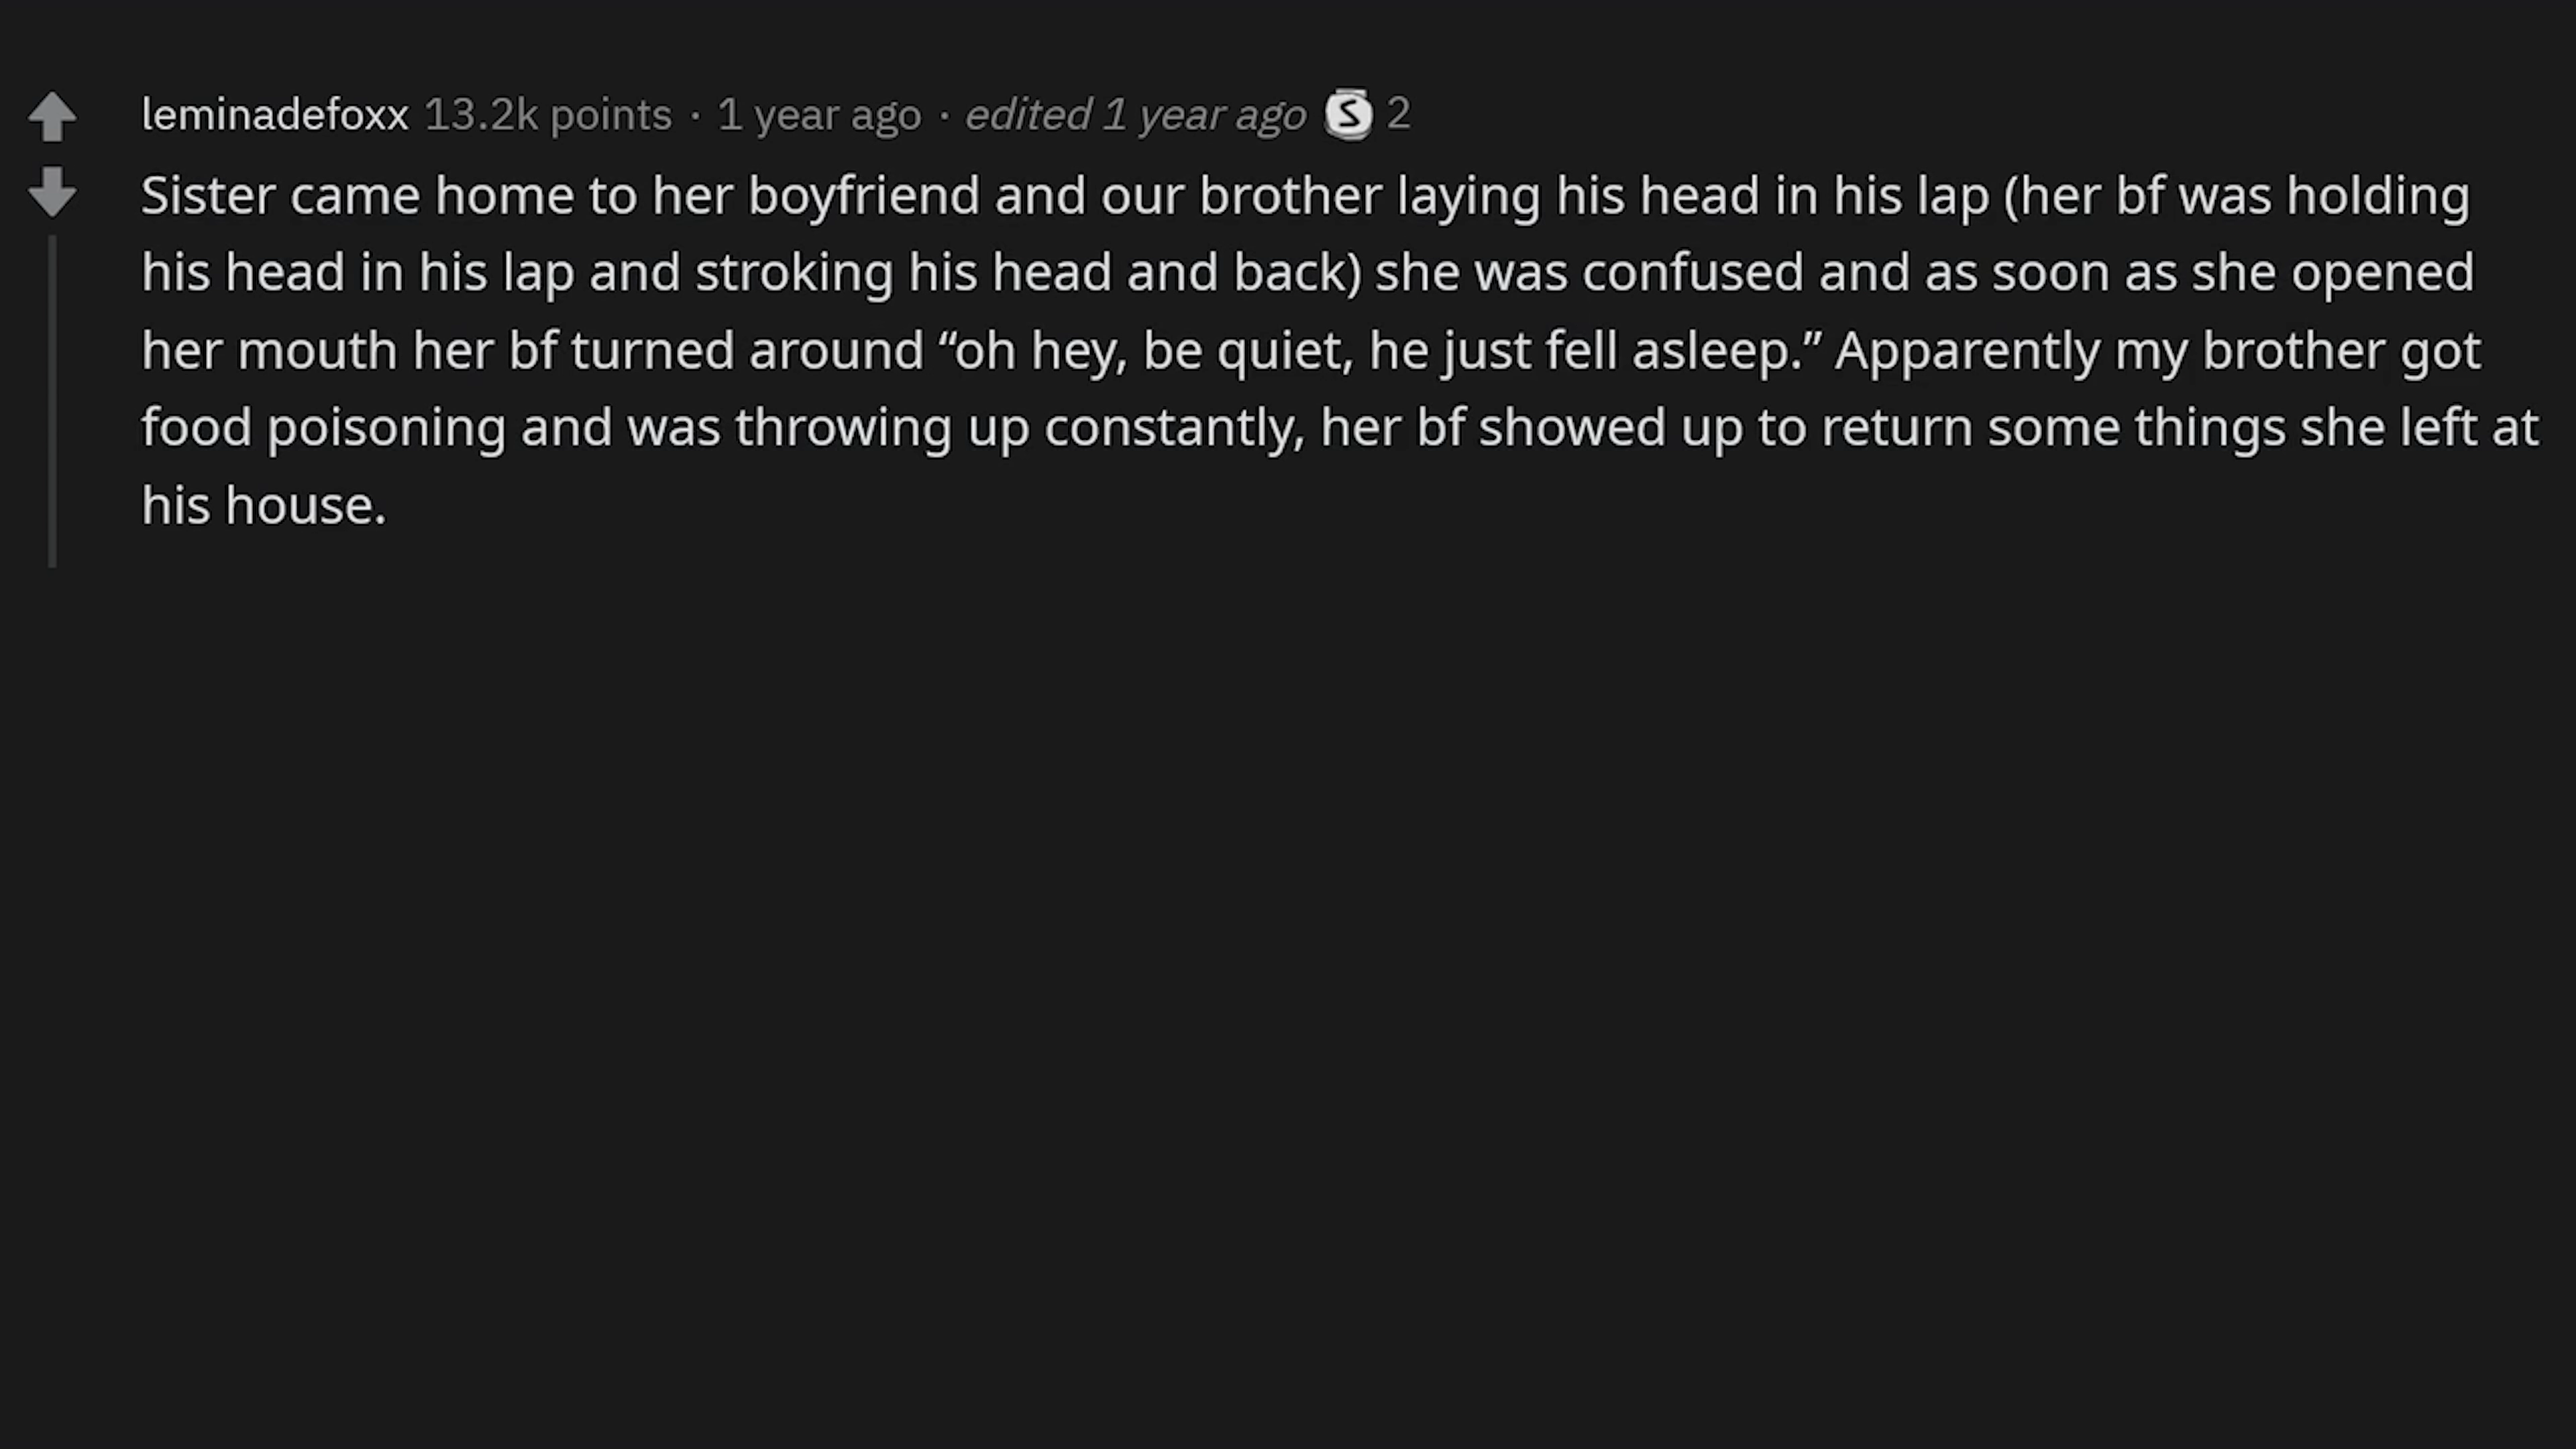 leminadefoxx 13.2k points · 1 year ago · edited 1 year ago S 2
Sister came home to her boyfriend and our brother laying his head in his lap (her bf was holding
his head in his lap and stroking his head and back) she was confused and as soon as she opened
her mouth her bf turned around “oh hey, be quiet, he just fell asleep.” Apparently my brother got
food poisoning and was throwing up constantly, her bf showed up to return some things she left at
his house.